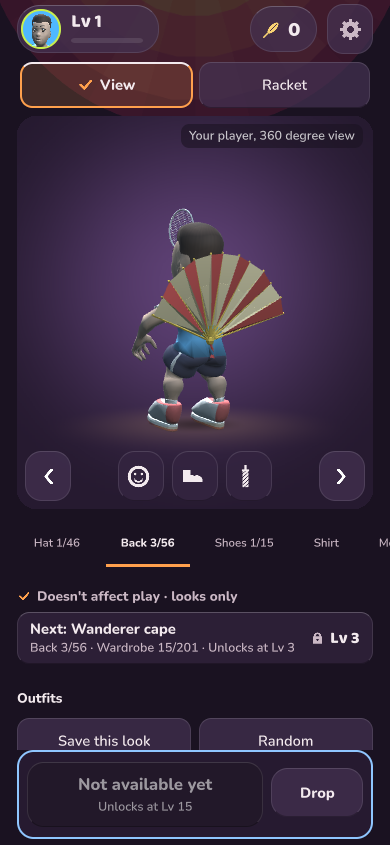 Lv 1
0
View
Racket
Your player, 360 degree view
Hat 1/46
Back 3/56
Shoes 1/15
Shirt
Doesn't affect play · looks only
Next: Wanderer cape
Back 3/56 · Wardrobe 15/201 · Unlocks at Lv 3
Lv 3
Outfits
Save this look
Random
Not available yet
Unlocks at Lv 15
Drop